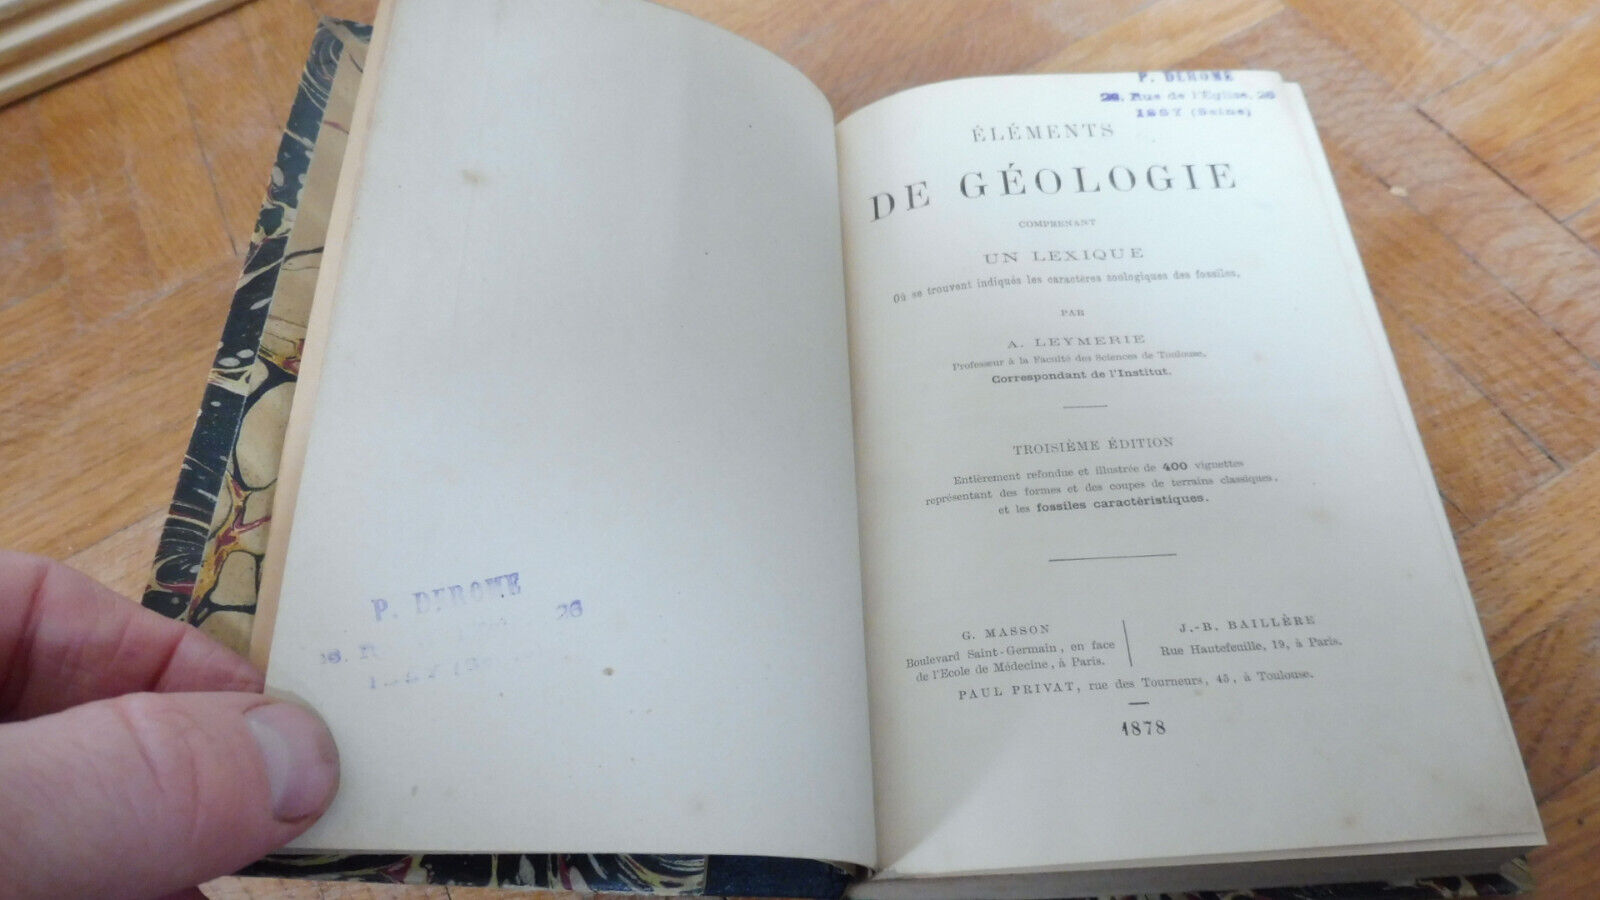 P. DEROME
26
P. DEROME
26, Rue de l'Eglise, 26
(Seine)
ÉLÉMENTS
DE GÉOLOGIE
COMPRENANT
UN LEXIQUE
Où se trouvent indiqués les caractères zoologiques des fossiles,
PAR
A. LEYMERIE
Professeur à la Faculté des Sciences de Toulouse,
Correspondant de l'Institut.
TROISIÈME ÉDITION
Entièrement refondue et illustrée de 400 vignettes
représentant des formes et des coupes de terrains classiques,
et les fossiles caractéristiques.
G. MASSON
Boulevard Saint-Germain, en face
de l'Ecole de Médecine, à Paris.
J.-B. BAILLÈRE
Rue Hautefeuille, 19, à Paris.
PAUL PRIVAT, rue des Tourneurs, 45, à Toulouse.
1878